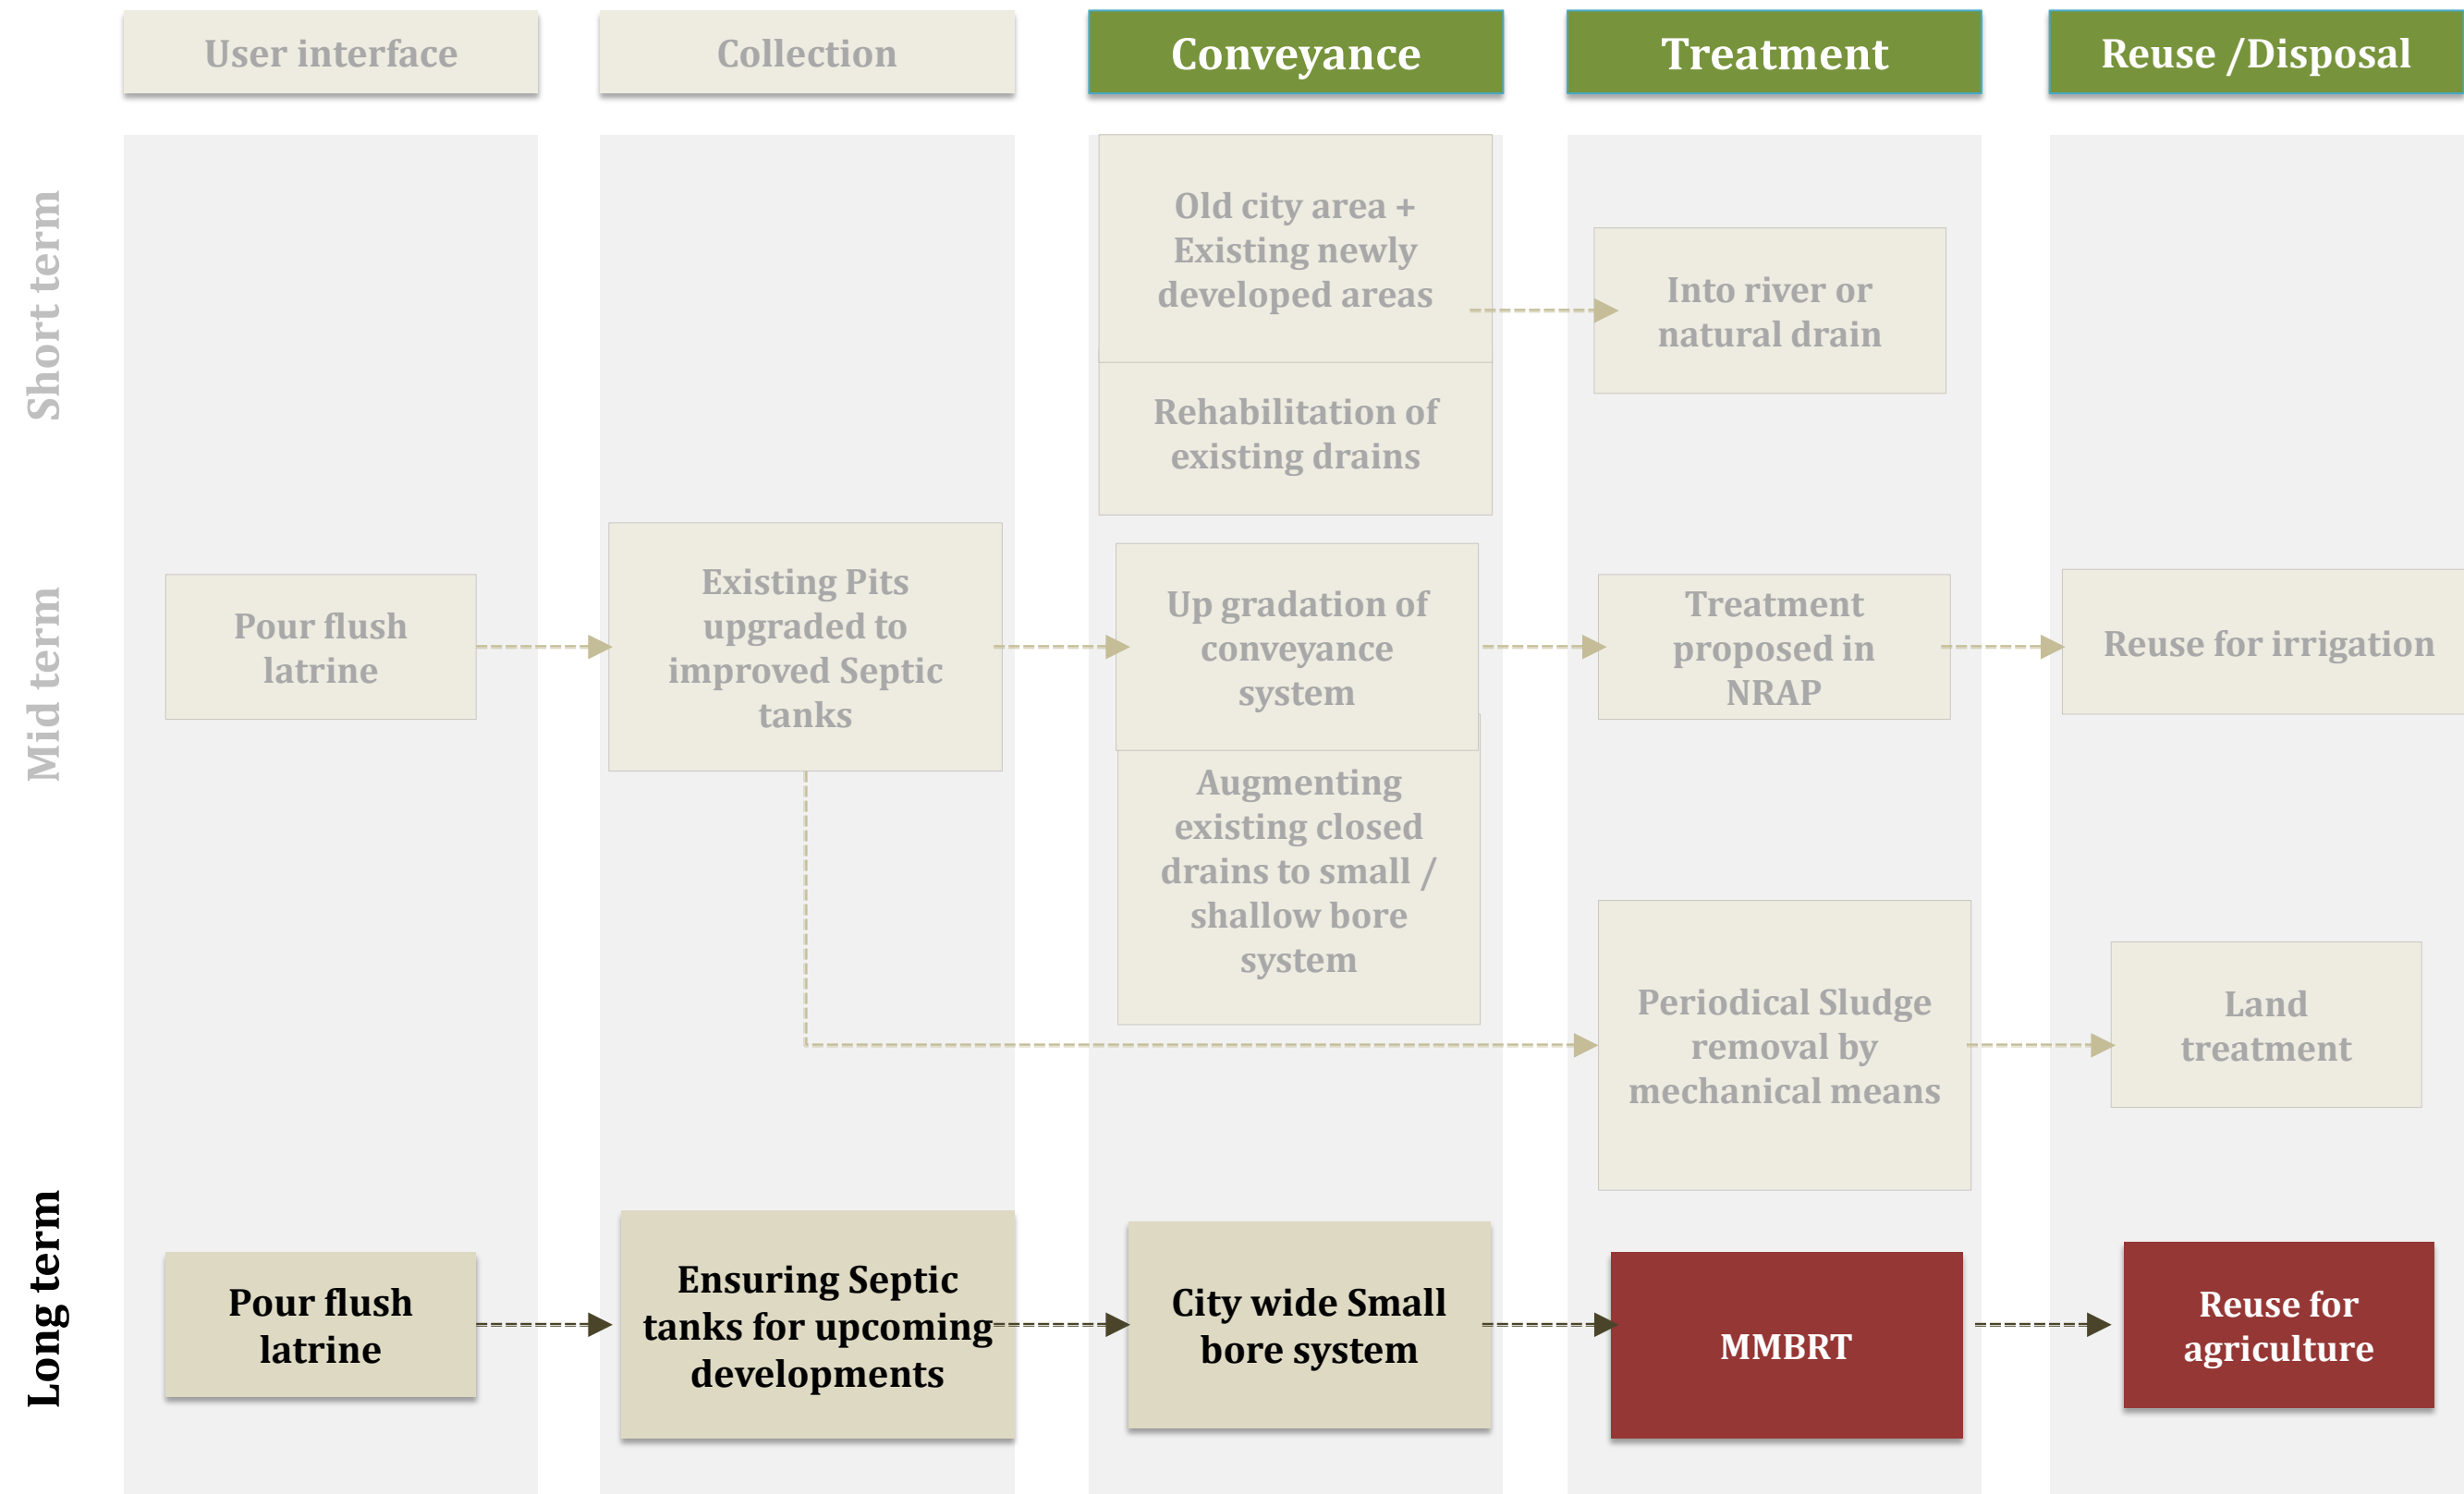 User interface
Collection
Conveyance
Treatment
Reuse /Disposal
Short term
Old city area +
Existing newly
developed areas
Into river or
natural drain
Rehabilitation of
existing drains
Mid term
Pour flush
latrine
Existing Pits
upgraded to
improved Septic
tanks
Up gradation of
conveyance
system
Treatment
proposed in
NRAP
Reuse for irrigation
Augmenting
existing closed
drains to small /
shallow bore
system
Periodical Sludge
removal by
mechanical means
Land
treatment
Long term
Pour flush
latrine
Ensuring Septic
tanks for upcoming
developments
City wide Small
bore system
MMBRT
Reuse for
agriculture